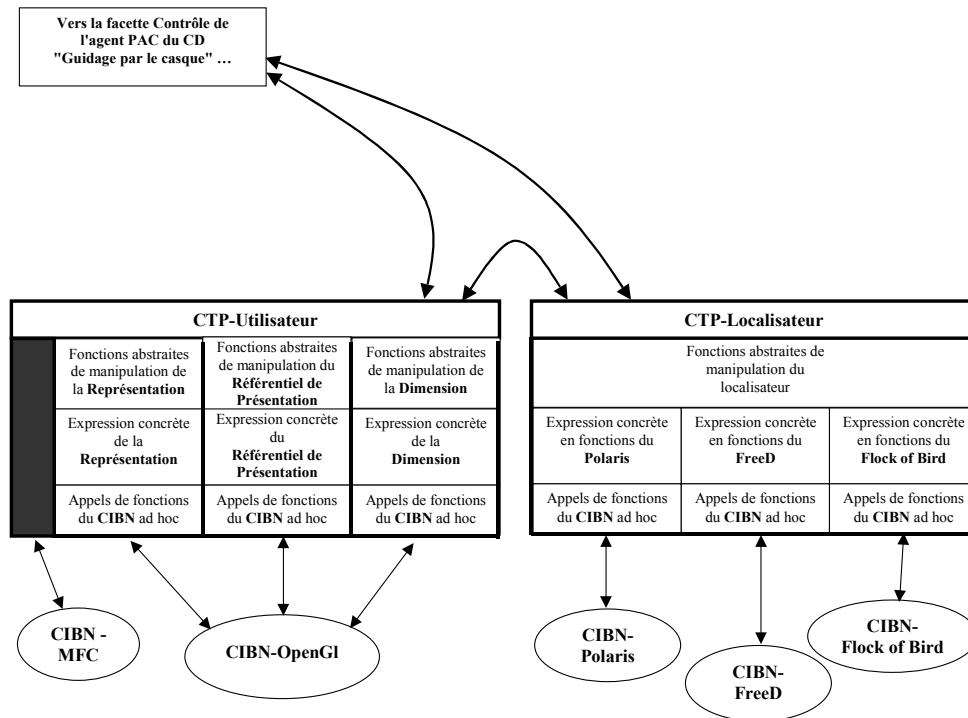 Vers la facette Contrôle de
l'agent PAC du CD
"Guidage par le casque" …
CTP-Utilisateur
Fonctions abstraites
de manipulation de
la Représentation
Fonctions abstraites
de manipulation du
Référentiel de
Présentation
Fonctions abstraites
de manipulation de
la Dimension
Expression concrète
de la
Représentation
Expression concrète
du
Référentiel de
Présentation
Expression concrète
de la
Dimension
Appels de fonctions
du CIBN ad hoc
Appels de fonctions
du CIBN ad hoc
Appels de fonctions
du CIBN ad hoc
CIBN -
MFC
CIBN-OpenGl
CTP-Localisateur
Fonctions abstraites de
manipulation du
localisateur
Expression concrète
en fonctions du
Polaris
Expression concrète
en fonctions du
FreeD
Expression concrète
en fonctions du
Flock of Bird
Appels de fonctions
du CIBN ad hoc
Appels de fonctions
du CIBN ad hoc
Appels de fonctions
du CIBN ad hoc
CIBN-
Polaris
CIBN-
FreeD
CIBN-
Flock of Bird